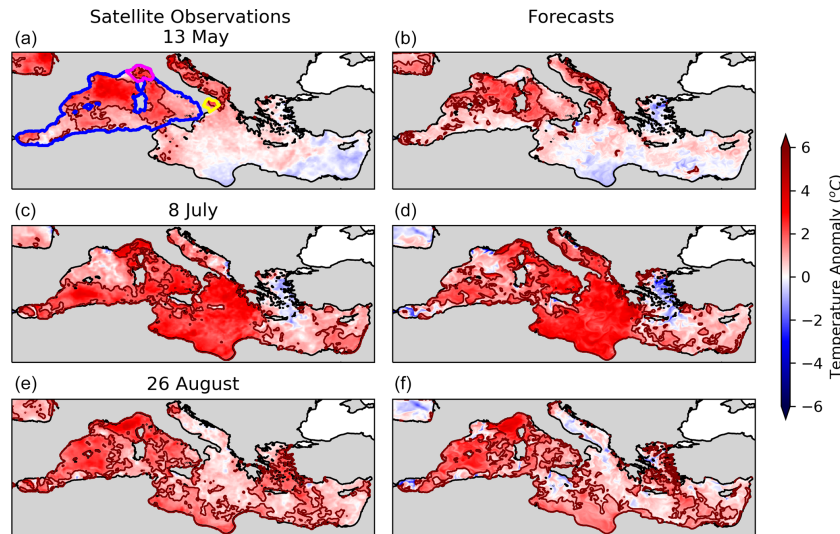 Satellite Observations
Forecasts
13 May
(a)
(b)
8 July
(c)
(d)
26 August
(e)
(f)
6
4
2
0
−2
−4
−6
Temperature Anomaly (°C)